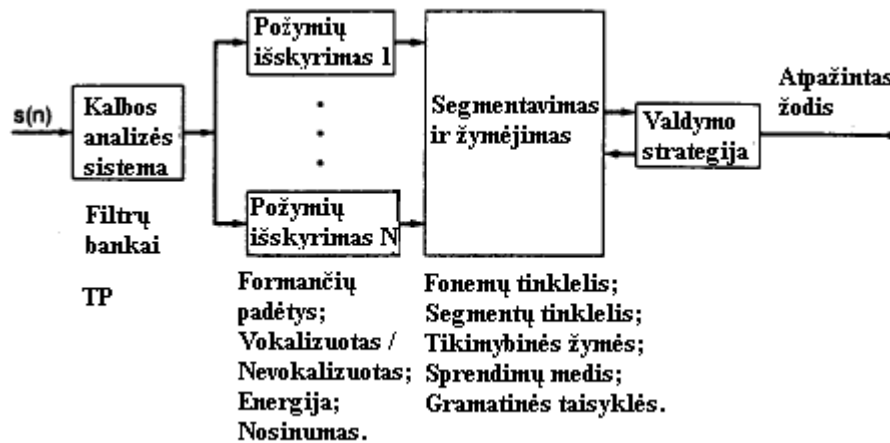 s(n)
Kalbos
analizės
sistema
Filtrų
bankai
TP
Požymių
išskyrimas 1
Požymių
išskyrimas N
Formančių
padėtys;
Vokalizuotas /
Nevokalizuotas;
Energija;
Nosinumas.
Segmentavimas
ir žymėjimas
Fonemų tinklelis;
Segmentų tinklelis;
Tikimybinės žymės;
Sprendimų medis;
Gramatinės taisyklės.
Valdymo
strategija
Atpažintas
žodis